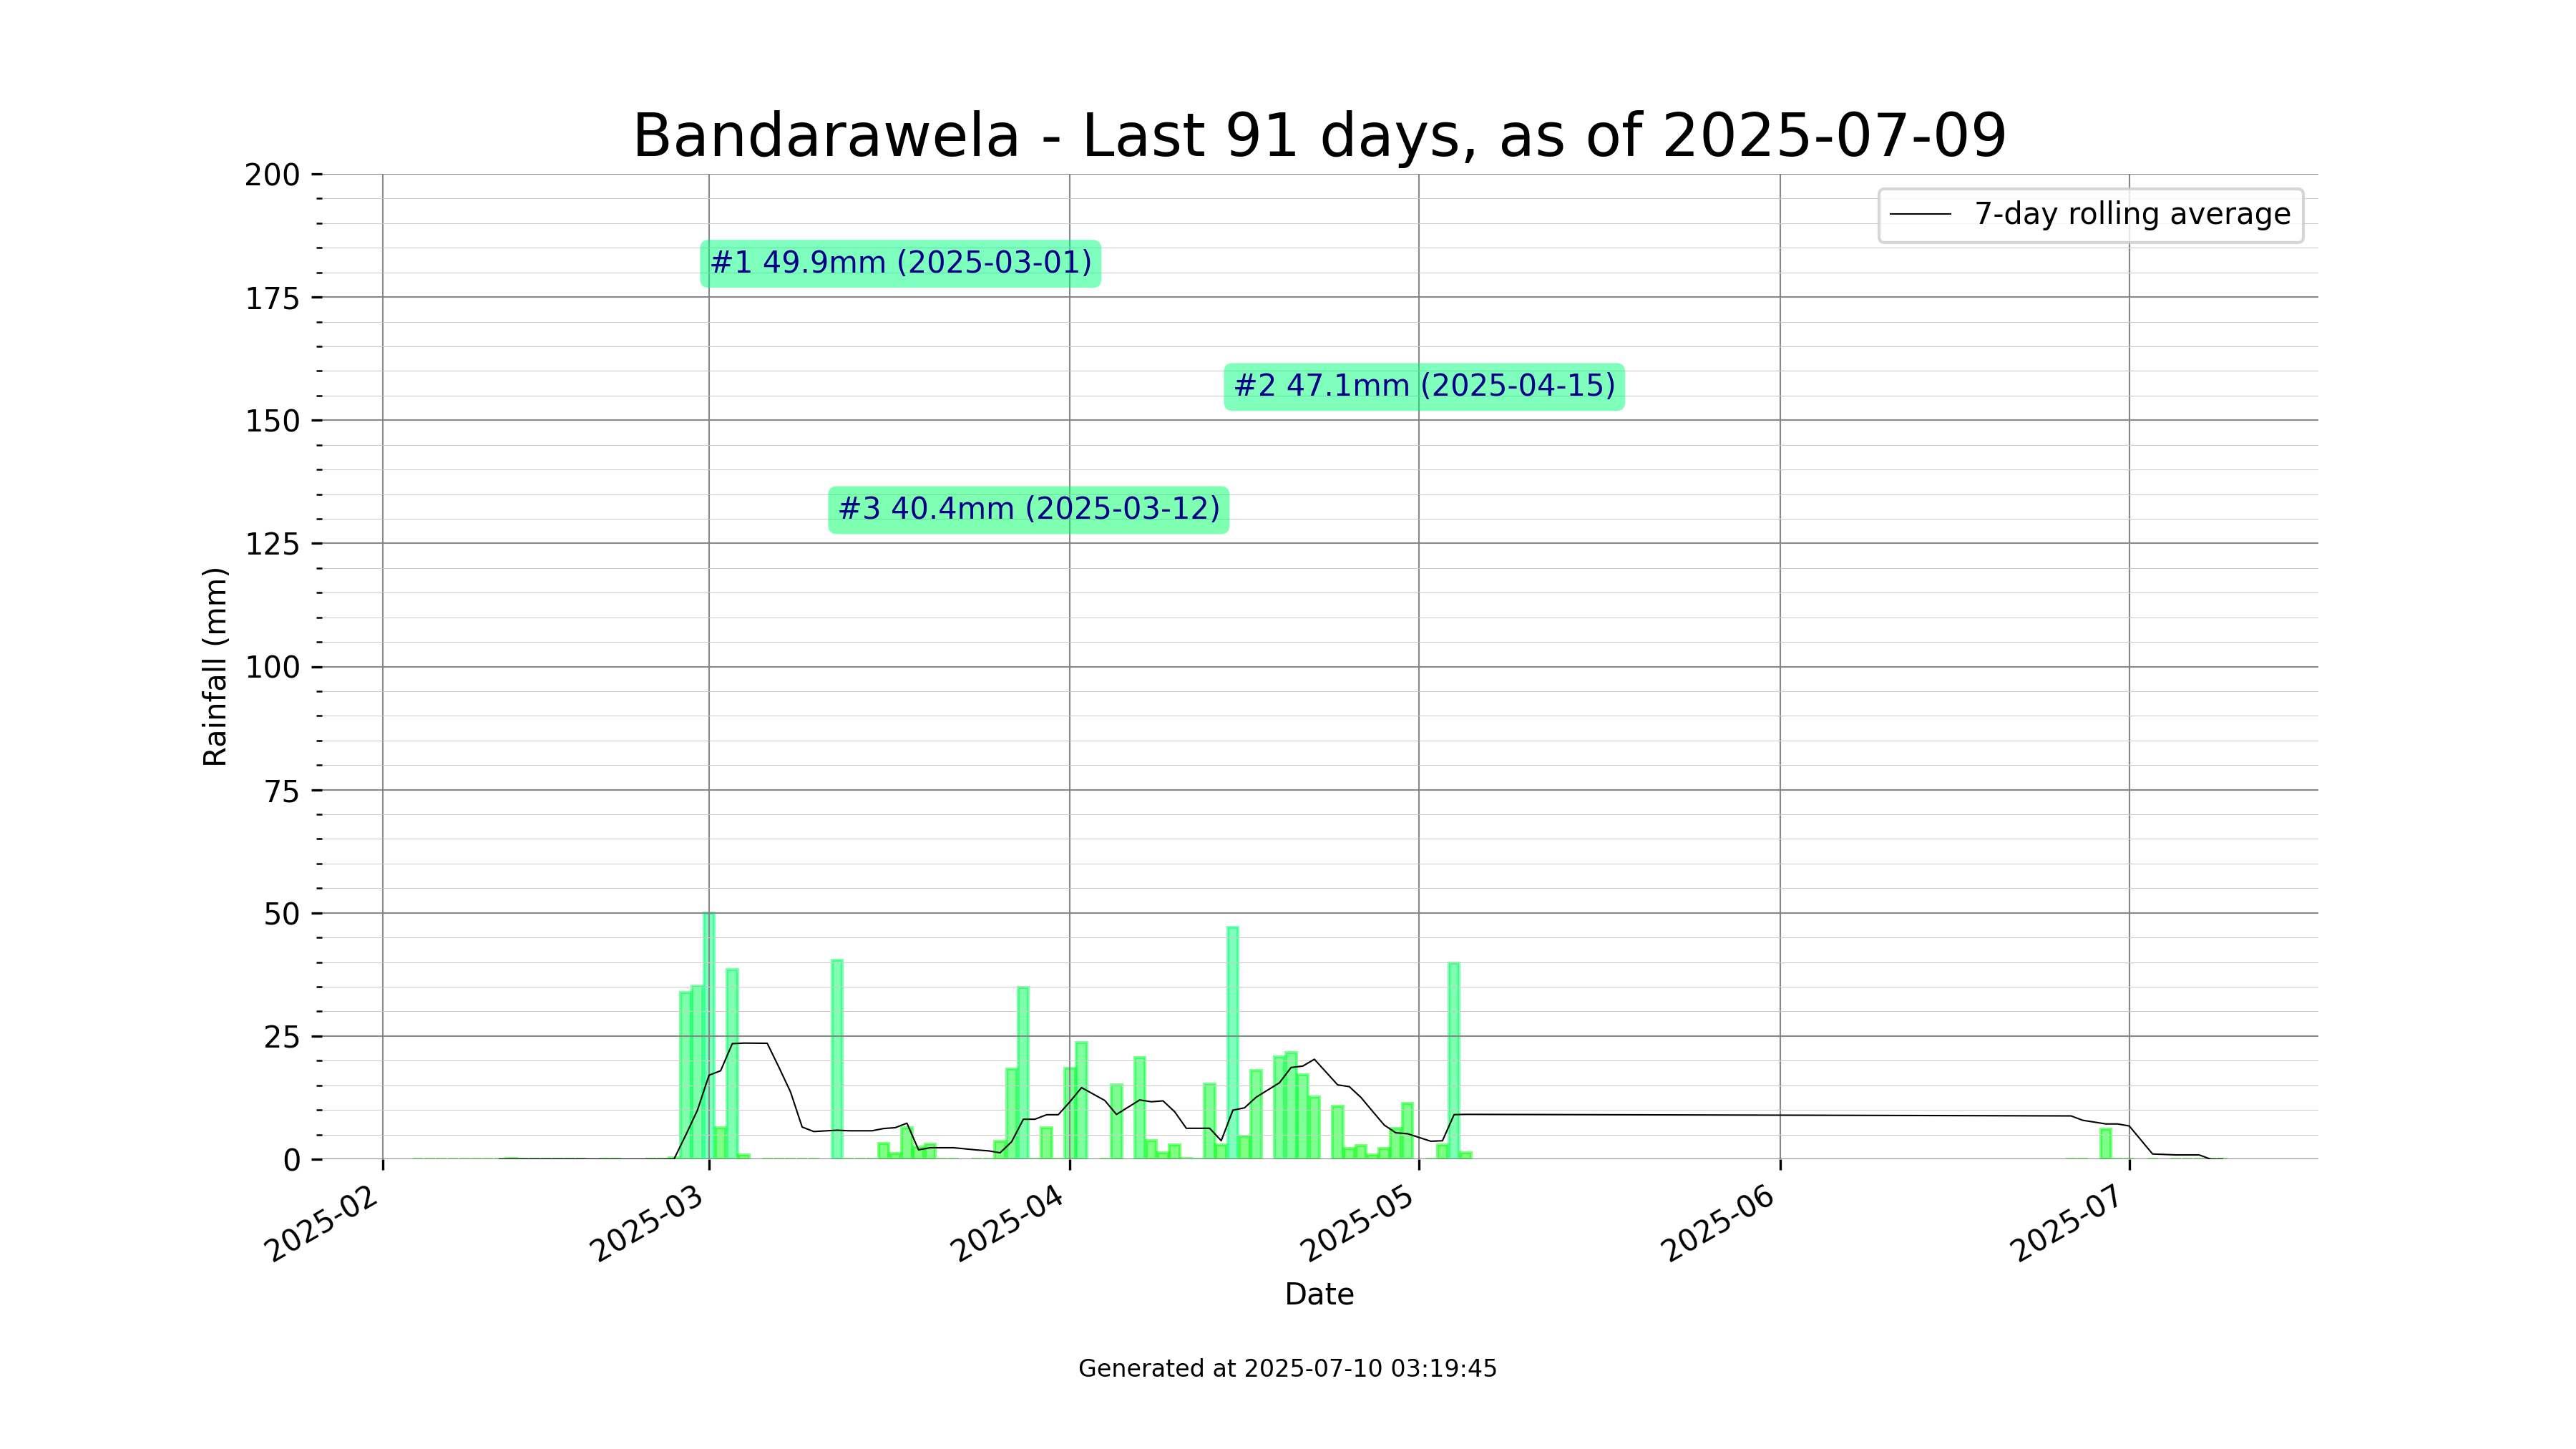 Bandarawela - Last 91 days, as of 2025-07-09
200
7-day rolling average
#1 49.9mm (2025-03-01)
175
#2 47.1mm (2025-04-15)
150
#3 40.4mm (2025-03-12)
125
Rainfall (mm)
100
75
50
25
0
2025-02
2025-03
2025-04
2025-05
2025-06
2025-07
Date
Generated at 2025-07-10 03:19:45